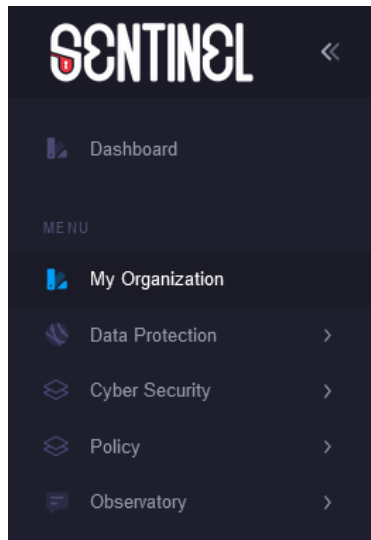 SENTINEL
Dashboard
MENU
My Organization
Data Protection
Cyber Security
Policy
Observatory